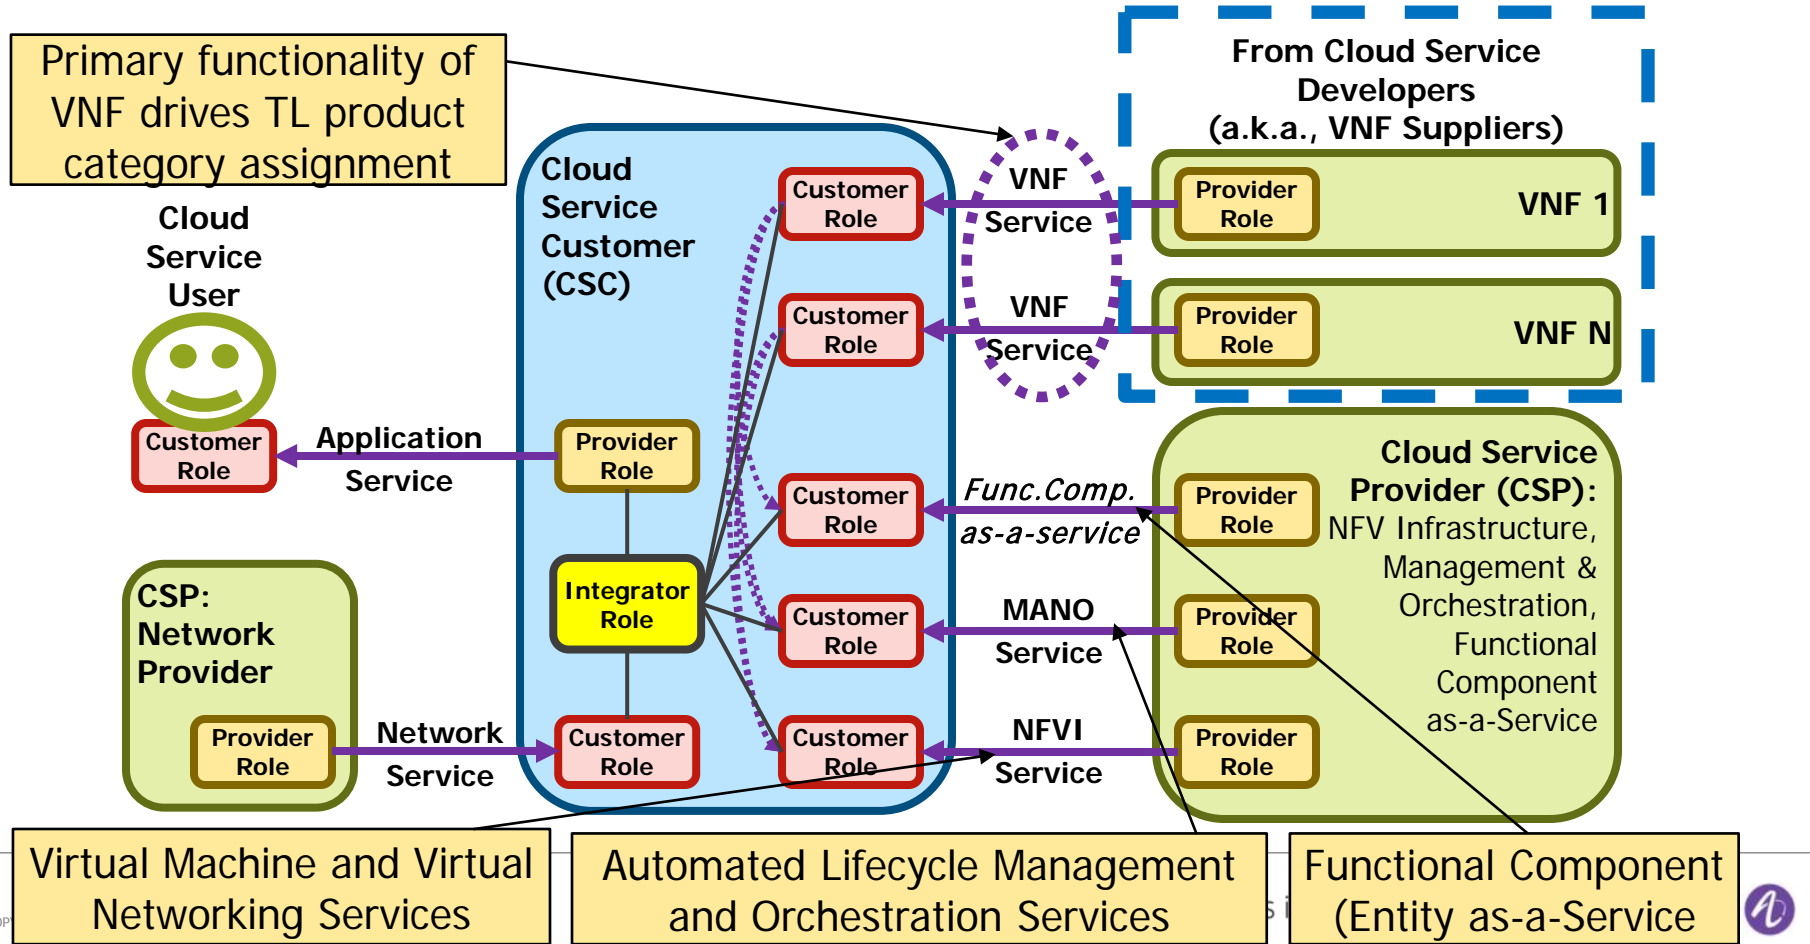 Primary functionality of
VNF drives TL product
category assignment
From Cloud Service
Developers
(a.k.a., VNF Suppliers)
Cloud
Service
User
Cloud
Service
Customer
(CSC)
Customer
Role
VNF
Service
Provider
Role
VNF 1
Customer
Role
VNF
Service
Provider
Role
VNF N
Customer
Role
Application
Service
Provider
Role
Customer
Role
Func.Comp.
as-a-service
Provider
Role
Cloud Service
Provider (CSP):
NFV Infrastructure,
Management &
Orchestration,
Functional
Component
as-a-Service
CSP:
Network
Provider
Integrator
Role
Customer
Role
MANO
Service
Provider
Role
Provider
Role
Network
Service
Customer
Role
Customer
Role
NFVI
Service
Provider
Role
Virtual Machine and Virtual
Networking Services
Automated Lifecycle Management
and Orchestration Services
Functional Component
(Entity as-a-Service